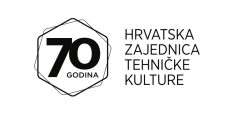 70
GODINA
HRVATSKA
ZAJEDNICA
TEHNIČKE
KULTURE